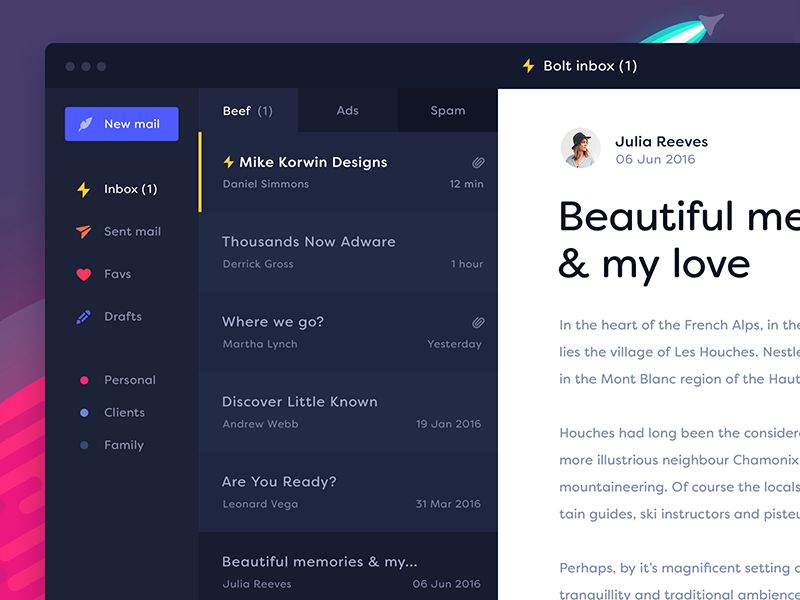 Bolt inbox (1)
New mail
Inbox (1)
Sent mail
Favs
Drafts
Personal
Clients
Family
Beef (1)
Ads
Spam
Mike Korwin Designs
Daniel Simmons
12 min
Thousands Now Adware
Derrick Gross
1 hour
Where we go?
Martha Lynch
Yesterday
Discover Little Known
Andrew Webb
19 Jan 2016
Are You Ready?
Leonard Vega
31 Mar 2016
Beautiful memories & my...
Julia Reeves
06 Jun 2016
Julia Reeves
06 Jun 2016
Beautiful me
& my love
In the heart of the French Alps, in the
lies the village of Les Houches. Nestle
in the Mont Blanc region of the Haut
Houches had long been the considera
more illustrious neighbour Chamonix
mountaineering. Of course the locals
tain guides, ski instructors and pisteu
Perhaps, by it's magnificent setting a
tranquillity and traditional ambience